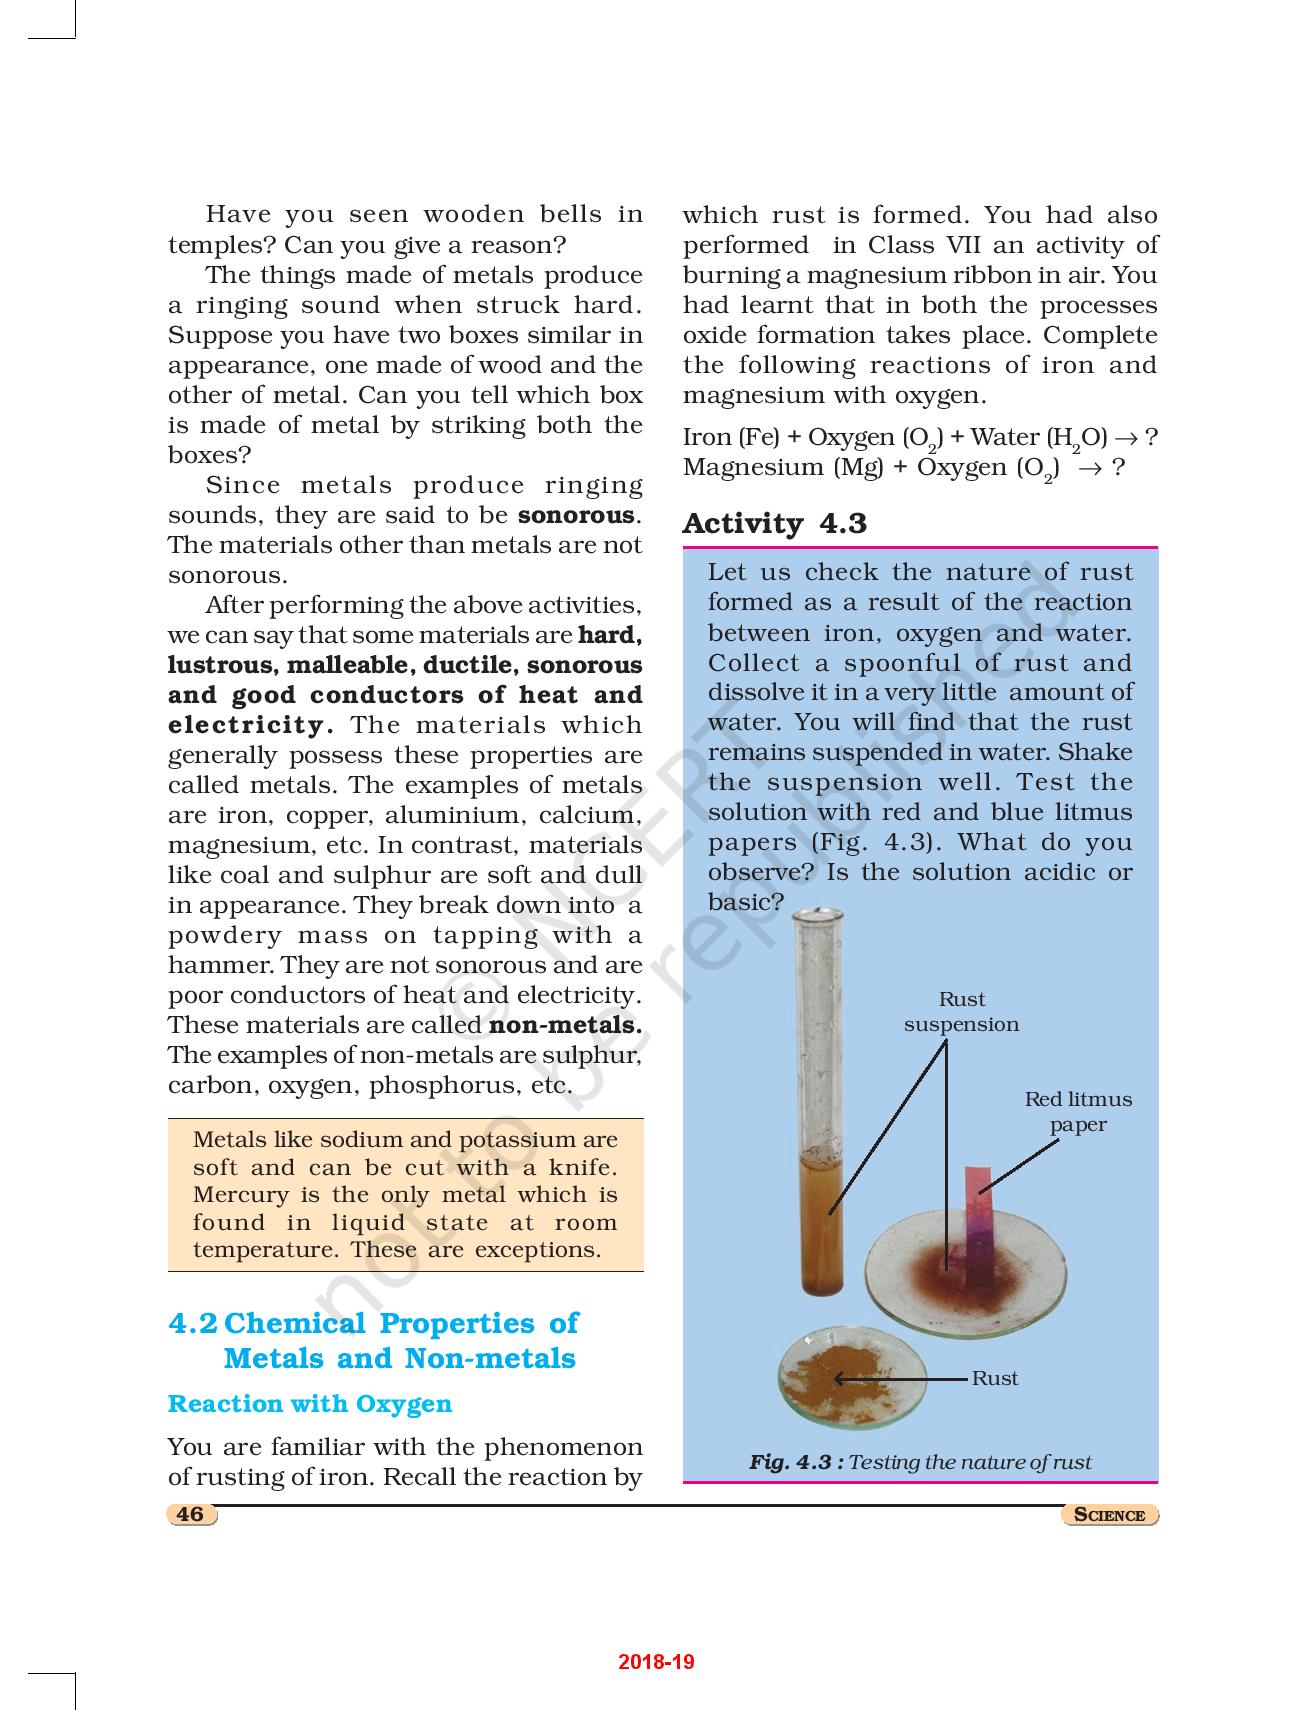 Have you seen wooden bells in
temples? Can you give a reason?
The things made of metals produce
a ringing sound when struck hard.
Suppose you have two boxes similar in
appearance, one made of wood and the
other of metal. Can you tell which box
is made of metal by striking both the
boxes?
Since metals produce ringing
sounds, they are said to be sonorous.
The materials other than metals are not
sonorous.
After performing the above activities,
we can say that some materials are hard,
lustrous, malleable, ductile, sonorous
and good conductors of heat and
electricity. The materials which
generally possess these properties are
called metals. The examples of metals
are iron, copper, aluminium, calcium,
magnesium, etc. In contrast, materials
like coal and sulphur are soft and dull
in appearance. They break down into a
powdery mass on tapping with a
hammer. They are not sonorous and are
poor conductors of heat and electricity.
These materials are called non-metals.
The examples of non-metals are sulphur,
carbon, oxygen, phosphorus, etc.
Metals like sodium and potassium are
soft and can be cut with a knife.
Mercury is the only metal which is
found in liquid state at room
temperature. These are exceptions.
4.2 Chemical Properties of
Metals and Non-metals
Reaction with Oxygen
You are familiar with the phenomenon
of rusting of iron. Recall the reaction by
which rust is formed. You had also
performed in Class VII an activity of
burning a magnesium ribbon in air. You
had learnt that in both the processes
oxide formation takes place. Complete
the following reactions of iron and
magnesium with oxygen.
Iron (Fe) + Oxygen (O₂) + Water (H₂O) → ?
Magnesium (Mg) + Oxygen (O₂) → ?
Activity 4.3
Let us check the nature of rust
formed as a result of the reaction
between iron, oxygen and water.
Collect a spoonful of rust and
dissolve it in a very little amount of
water. You will find that the rust
remains suspended in water. Shake
the suspension well. Test the
solution with red and blue litmus
papers (Fig. 4.3). What do you
observe? Is the solution acidic or
basic?
Rust
suspension
Red litmus
paper
Rust
Fig. 4.3 : Testing the nature of rust
46
SCIENCE
2018-19
© NCERT
not to be republished